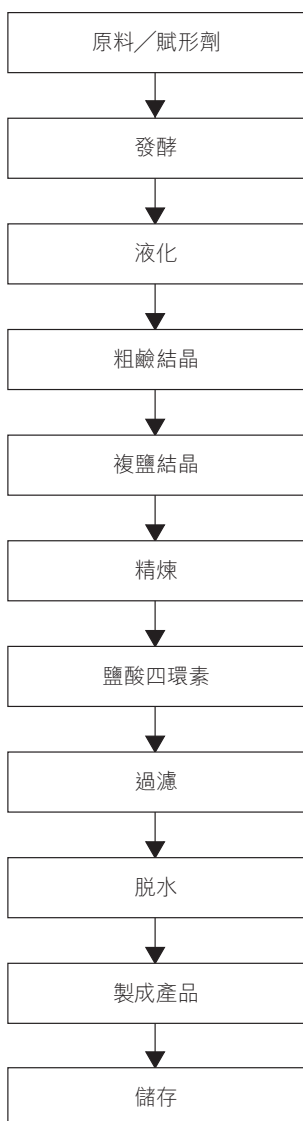 原料╱賦形劑
發酵
液化
粗鹼結晶
複鹽結晶
精煉
鹽酸四環素
過濾
脱水
製成產品
儲存